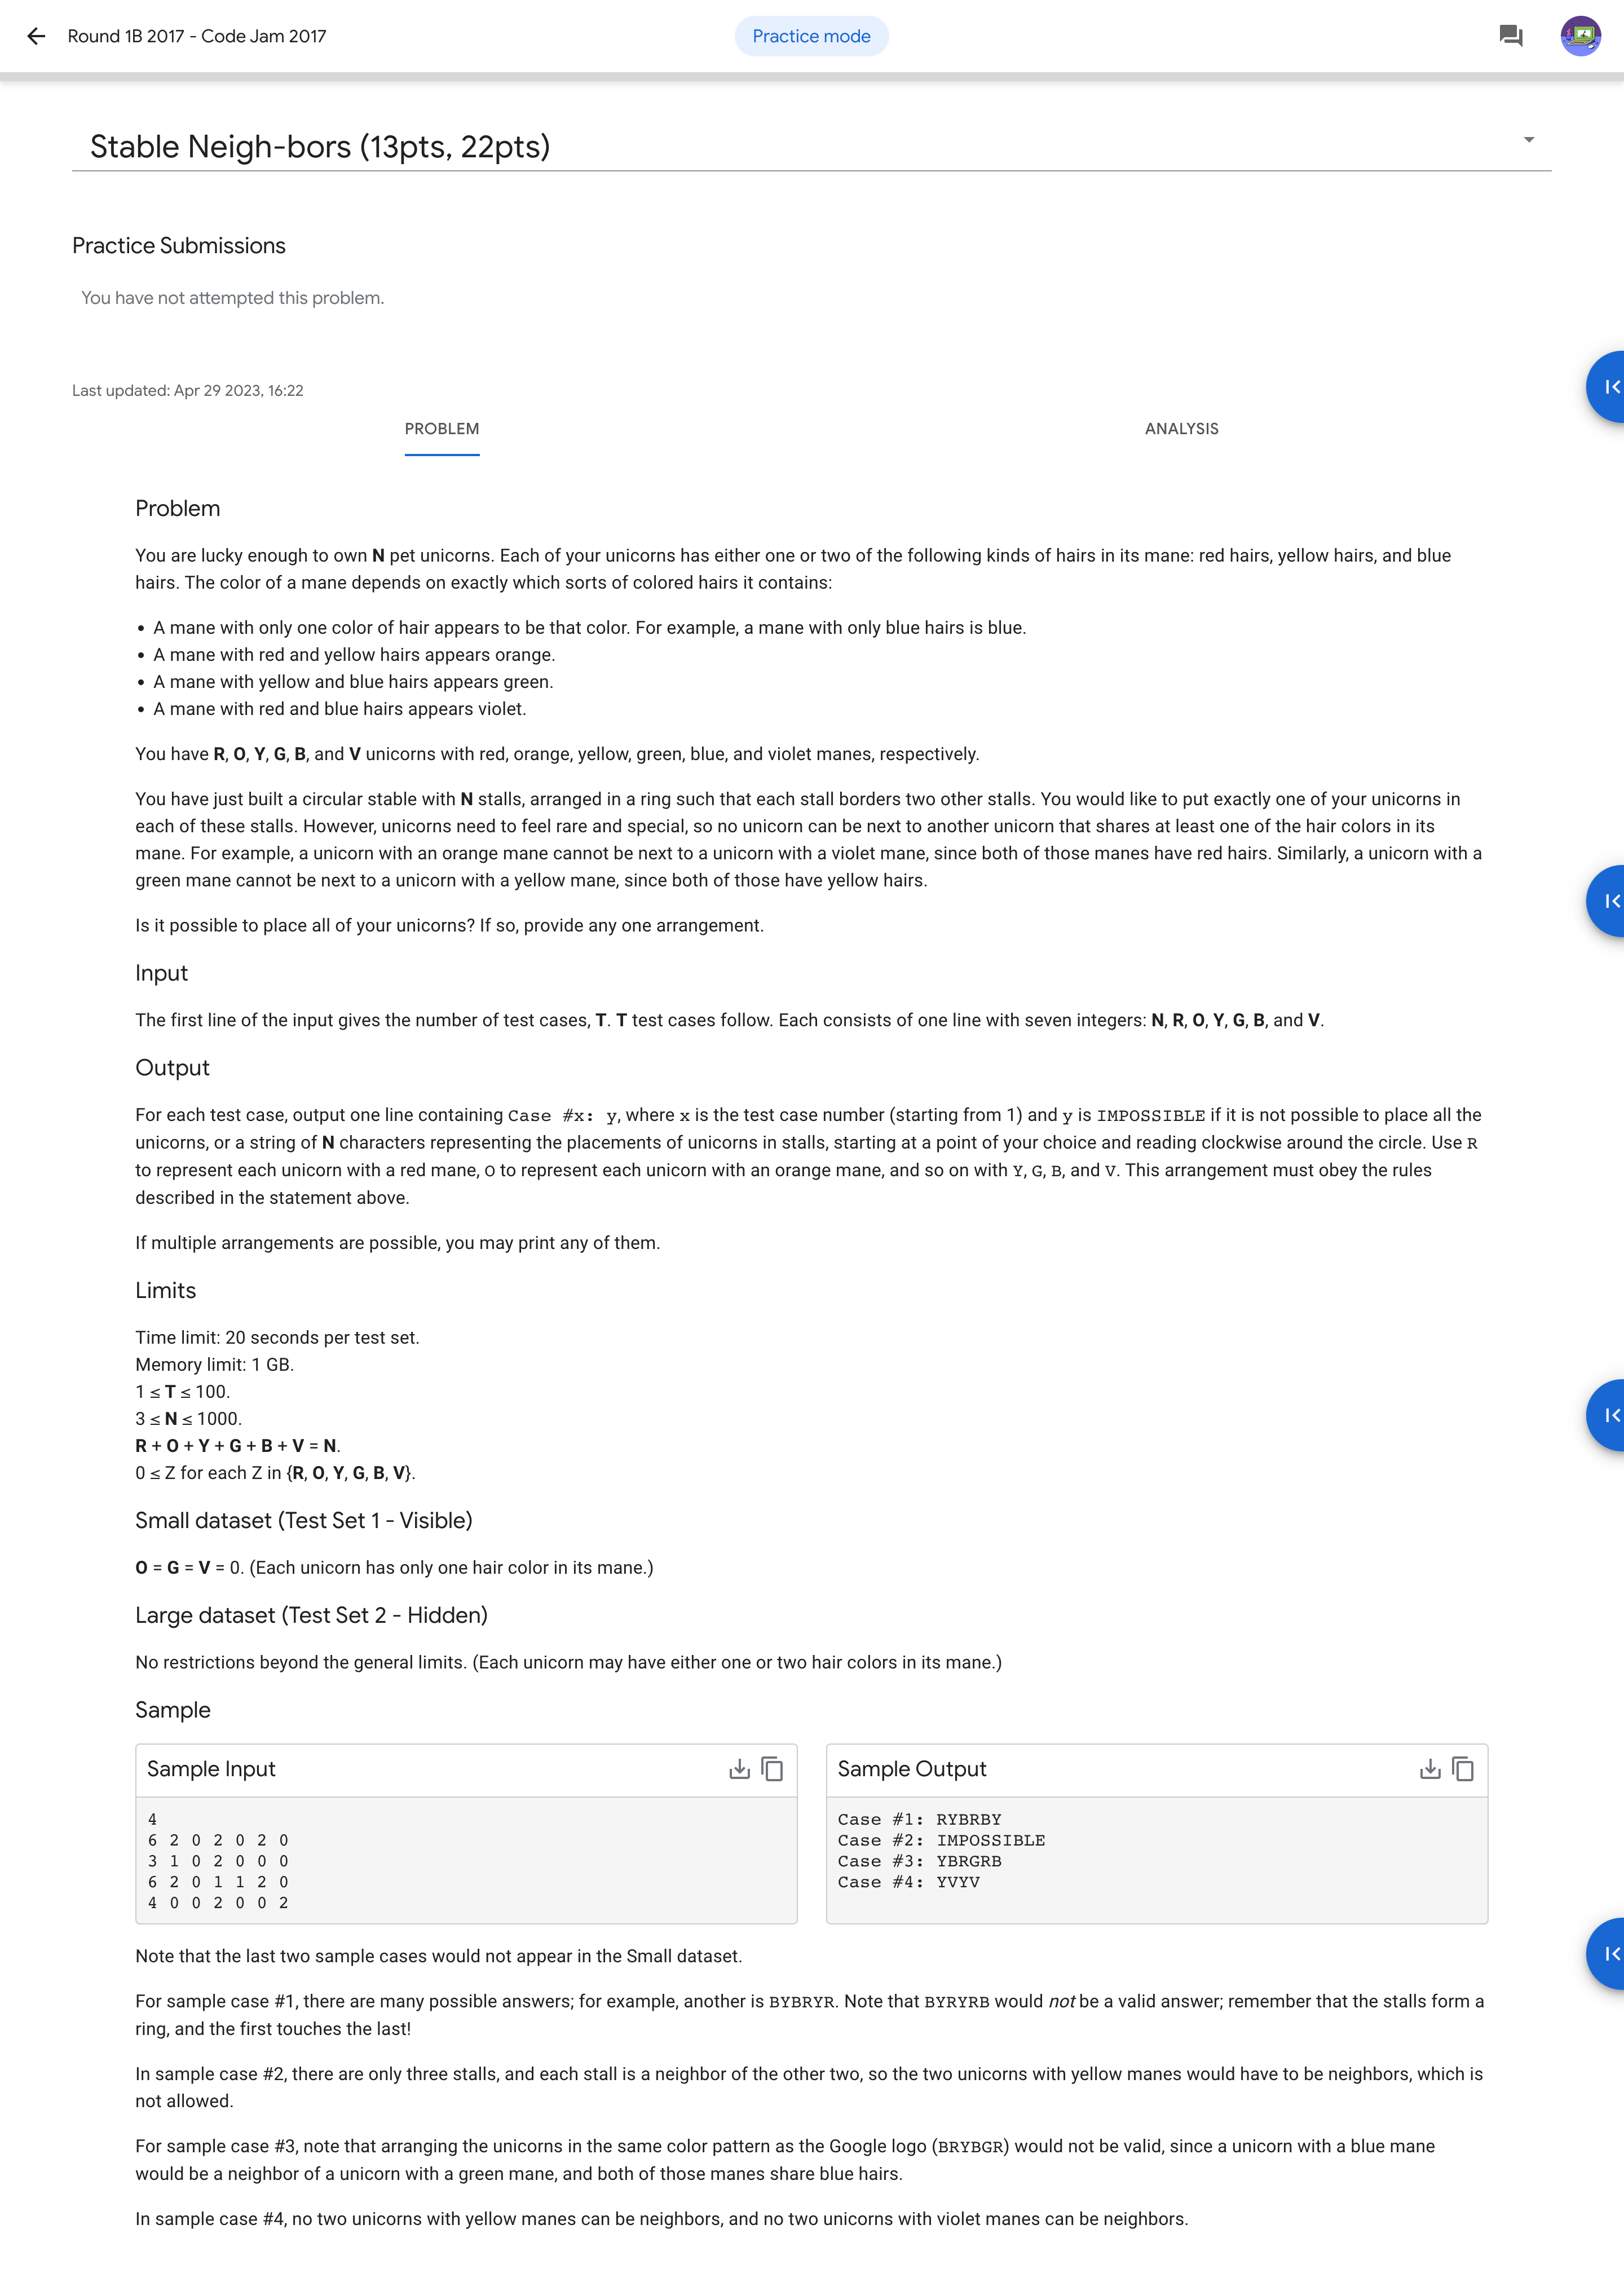 Round 1B 2017 - Code Jam 2017
Practice mode
Stable Neigh-bors (13pts, 22pts)
Practice Submissions
You have not attempted this problem.
Last updated: Apr 29 2023, 16:22
PROBLEM
ANALYSIS
Problem
You are lucky enough to own N pet unicorns. Each of your unicorns has either one or two of the following kinds of hairs in its mane: red hairs, yellow hairs, and blue
hairs. The color of a mane depends on exactly which sorts of colored hairs it contains:
• A mane with only one color of hair appears to be that color. For example, a mane with only blue hairs is blue.
• A mane with red and yellow hairs appears orange.
• A mane with yellow and blue hairs appears green.
• A mane with red and blue hairs appears violet.
You have R, O, Y, G, B, and V unicorns with red, orange, yellow, green, blue, and violet manes, respectively.
You have just built a circular stable with N stalls, arranged in a ring such that each stall borders two other stalls. You would like to put exactly one of your unicorns in
each of these stalls. However, unicorns need to feel rare and special, so no unicorn can be next to another unicorn that shares at least one of the hair colors in its
mane. For example, a unicorn with an orange mane cannot be next to a unicorn with a violet mane, since both of those manes have red hairs. Similarly, a unicorn with a
green mane cannot be next to a unicorn with a yellow mane, since both of those have yellow hairs.
Is it possible to place all of your unicorns? If so, provide any one arrangement.
Input
The first line of the input gives the number of test cases, T. T test cases follow. Each consists of one line with seven integers: N, R, O, Y, G, B, and V.
Output
For each test case, output one line containing Case #x: y, where x is the test case number (starting from 1) and y is IMPOSSIBLE if it is not possible to place all the
unicorns, or a string of N characters representing the placements of unicorns in stalls, starting at a point of your choice and reading clockwise around the circle. Use R
to represent each unicorn with a red mane, O to represent each unicorn with an orange mane, and so on with Y, G, B, and V. This arrangement must obey the rules
described in the statement above.
If multiple arrangements are possible, you may print any of them.
Limits
Time limit: 20 seconds per test set.
Memory limit: 1 GB.
1 ≤ T ≤ 100.
3 ≤ N ≤ 1000.
R + O + Y + G + B + V = N.
0 ≤ Z for each Z in {R, O, Y, G, B, V}.
Small dataset (Test Set 1 - Visible)
O = G = V = 0. (Each unicorn has only one hair color in its mane.)
Large dataset (Test Set 2 - Hidden)
No restrictions beyond the general limits. (Each unicorn may have either one or two hair colors in its mane.)
Sample
Sample Input
4
6 2 0 2 0 2 0
3 1 0 2 0 0 0
6 2 0 1 1 2 0
4 0 0 2 0 0 2
Sample Output
Case #1: RYBRBY
Case #2: IMPOSSIBLE
Case #3: YBRGRB
Case #4: YVYV
Note that the last two sample cases would not appear in the Small dataset.
For sample case #1, there are many possible answers; for example, another is BYBRYR. Note that BYRYRB would not be a valid answer; remember that the stalls form a
ring, and the first touches the last!
In sample case #2, there are only three stalls, and each stall is a neighbor of the other two, so the two unicorns with yellow manes would have to be neighbors, which is
not allowed.
For sample case #3, note that arranging the unicorns in the same color pattern as the Google logo (BRYBGR) would not be valid, since a unicorn with a blue mane
would be a neighbor of a unicorn with a green mane, and both of those manes share blue hairs.
In sample case #4, no two unicorns with yellow manes can be neighbors, and no two unicorns with violet manes can be neighbors.